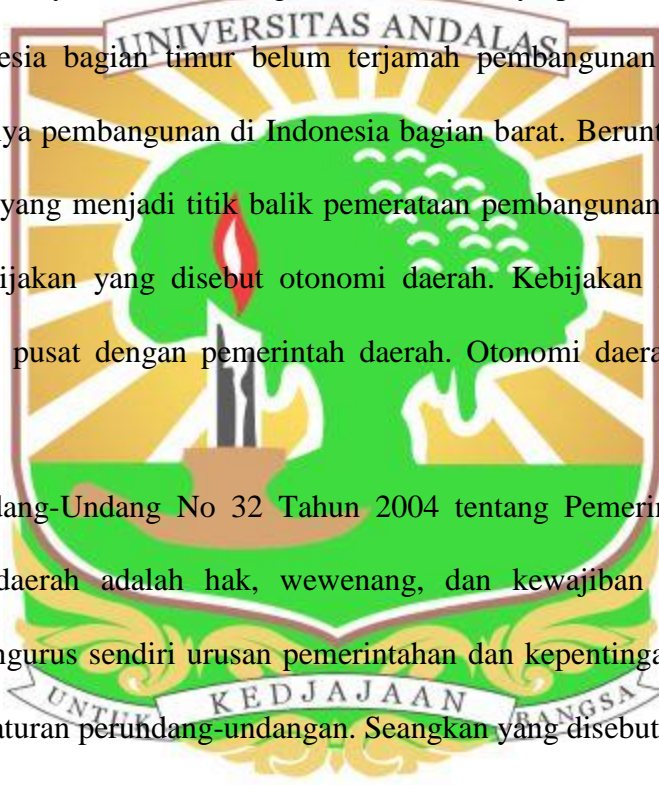 UNIVERSITAS ANDALAS
esia bagian timur belum terjamah pembangunan
ya pembangunan di Indonesia bagian barat. Berunt
yang menjadi titik balik pemerataan pembangunan
ijakan yang disebut otonomi daerah. Kebijakan
pusat dengan pemerintah daerah. Otonomi daera
dang-Undang No 32 Tahun 2004 tentang Pemerin
daerah adalah hak, wewenang, dan kewajiban
ngurus sendiri urusan pemerintahan dan kepentinga
UNTUK KEDJAJAAN BANGSA
aturan perundang-undangan. Seangkan yang disebut